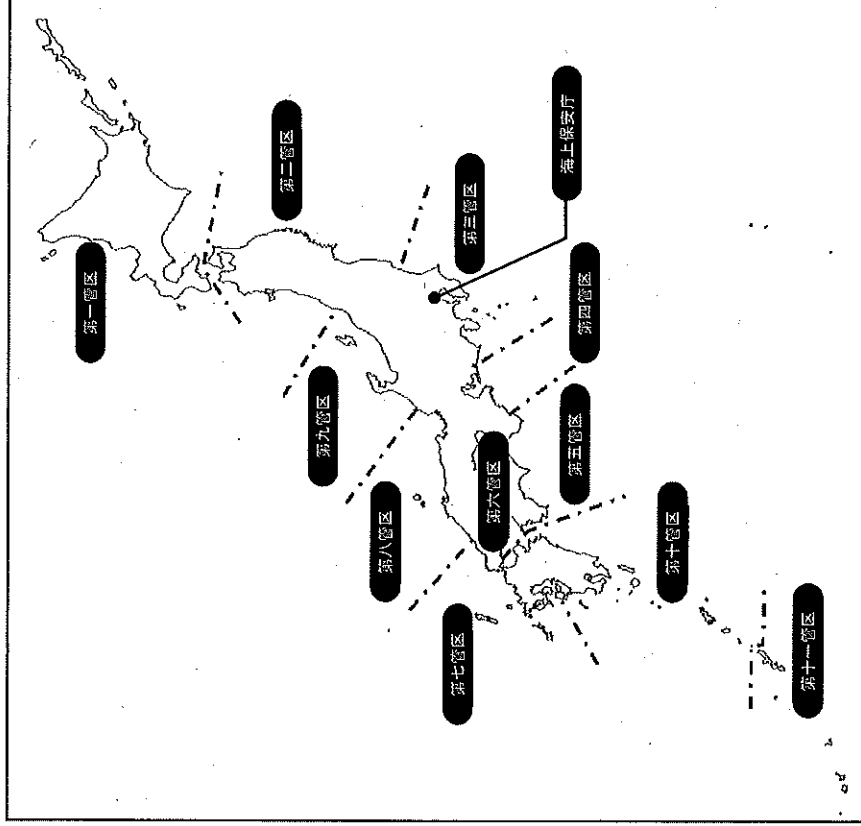 第一管区
第二管区
海上保安庁
第三管区
第九管区
第四管区
第八管区
第六管区
第五管区
第七管区
第十管区
第十一管区